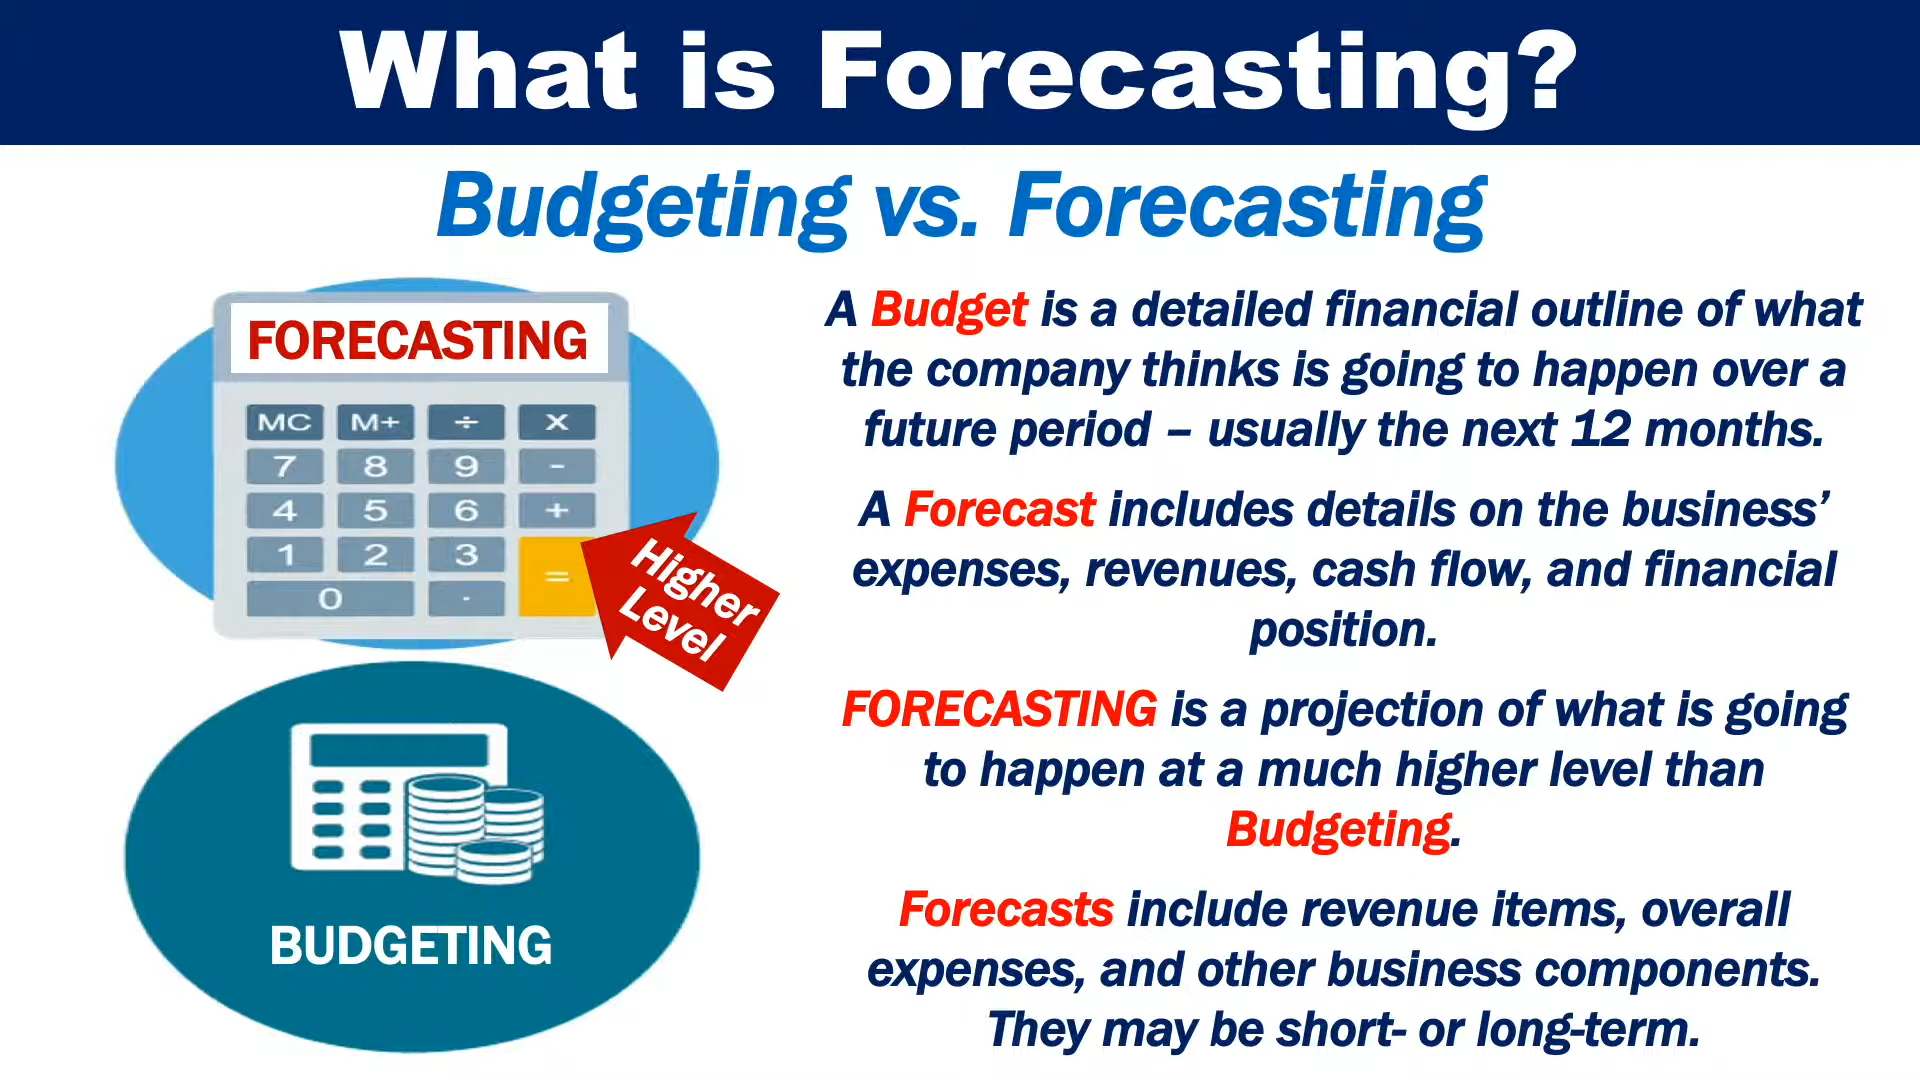 What is Forecasting?
Budgeting vs. Forecasting
FORECASTING
MC M+ ÷ X
7 8 9 -
4 5 6 +
1 2 3 =
0 .
Higher
Level
BUDGETING
A Budget is a detailed financial outline of what
the company thinks is going to happen over a
future period – usually the next 12 months.
A Forecast includes details on the business’
expenses, revenues, cash flow, and financial
position.
FORECASTING is a projection of what is going
to happen at a much higher level than
Budgeting.
Forecasts include revenue items, overall
expenses, and other business components.
They may be short- or long-term.